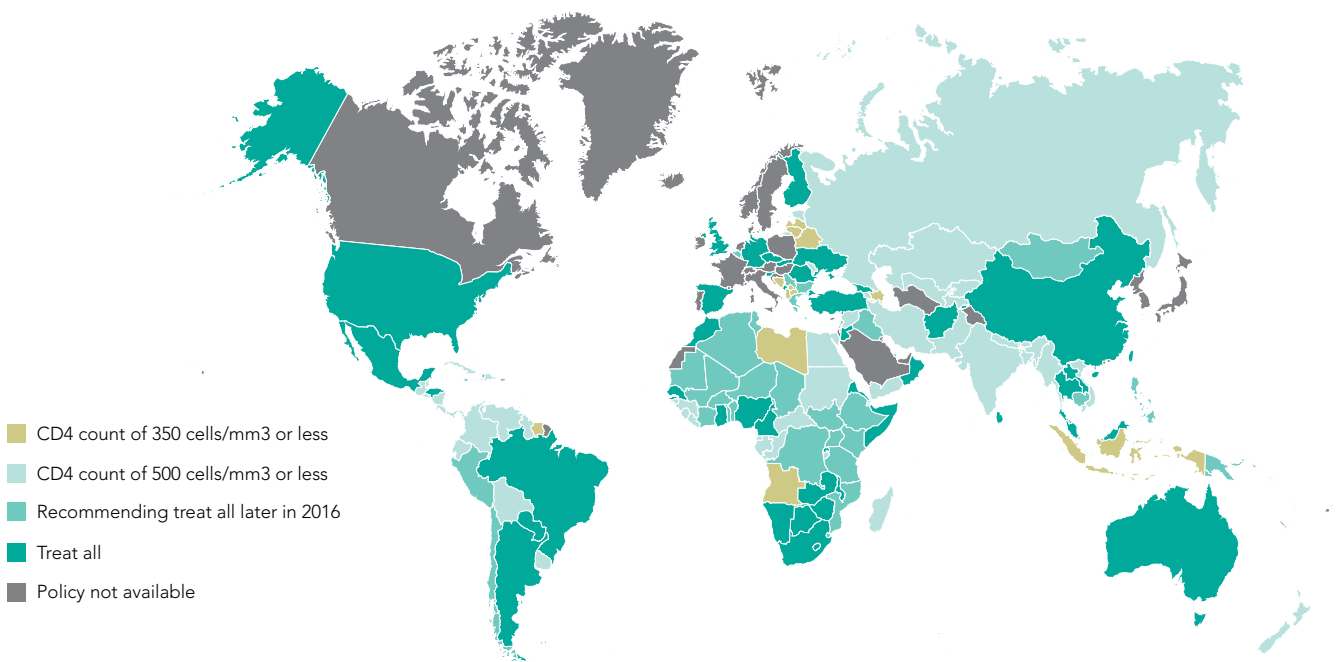 CD4 count of 350 cells/mm3 or less
CD4 count of 500 cells/mm3 or less
Recommending treat all later in 2016
Treat all
Policy not available